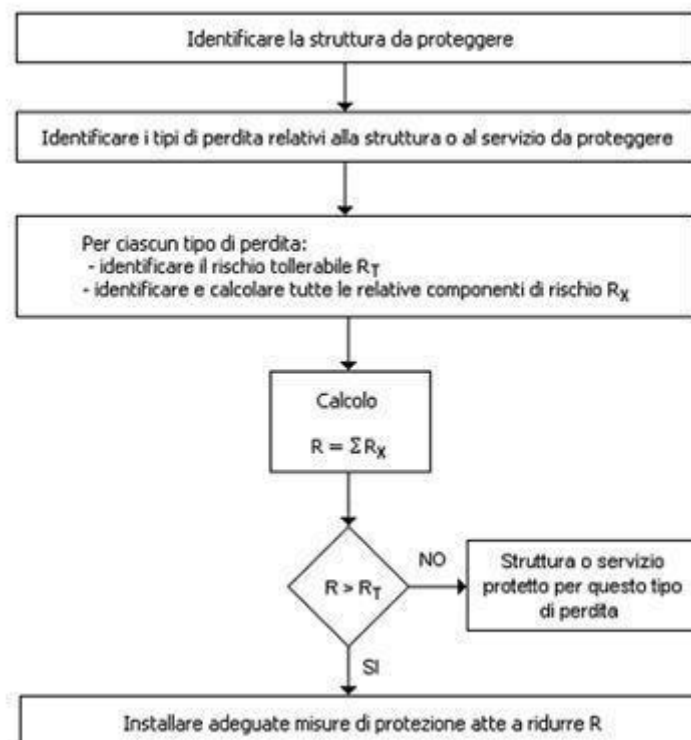 Identificare la struttura da proteggere
Identificare i tipi di perdita relativi alla struttura o al servizio da proteggere
Per ciascun tipo di perdita:
- identificare il rischio tollerabile RT
- identificare e calcolare tutte le relative componenti di rischio RX
Calcolo
R = ΣRX
R > RT
NO
Struttura o servizio
protetto per questo tipo
di perdita
SI
Installare adeguate misure di protezione atte a ridurre R